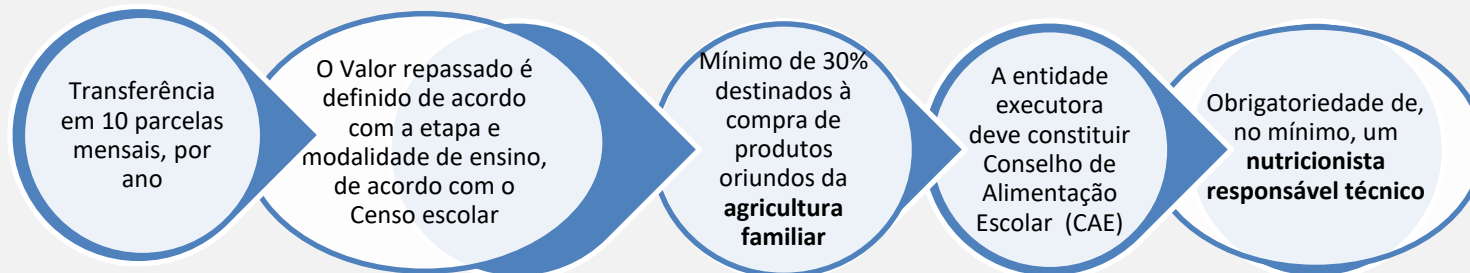 Transferência
em 10 parcelas
mensais, por
ano
O Valor repassado é
definido de acordo
com a etapa e
modalidade de ensino,
de acordo com o
Censo escolar
Mínimo de 30%
destinados à
compra de
produtos
oriundos da
agricultura
familiar
A entidade
executora
deve constituir
Conselho de
Alimentação
Escolar (CAE)
Obrigatoriedade de,
no mínimo, um
nutricionista
responsável técnico